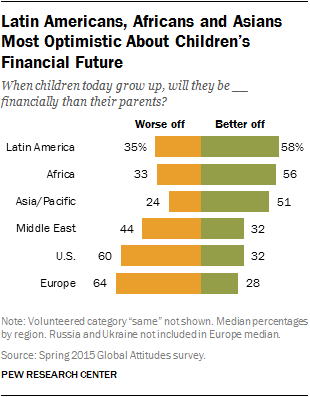 Latin Americans, Africans and Asians
Most Optimistic About Children's
Financial Future
When children today grow up, will they be __
financially than their parents?
Worse off Better off
Latin America 35% 58%
Africa 33 56
Asia/Pacific 24 51
Middle East 44 32
U.S. 60 32
Europe 64 28
Note: Volunteered category “same” not shown. Median percentages
by region. Russia and Ukraine not included in Europe median.
Source: Spring 2015 Global Attitudes survey.
PEW RESEARCH CENTER